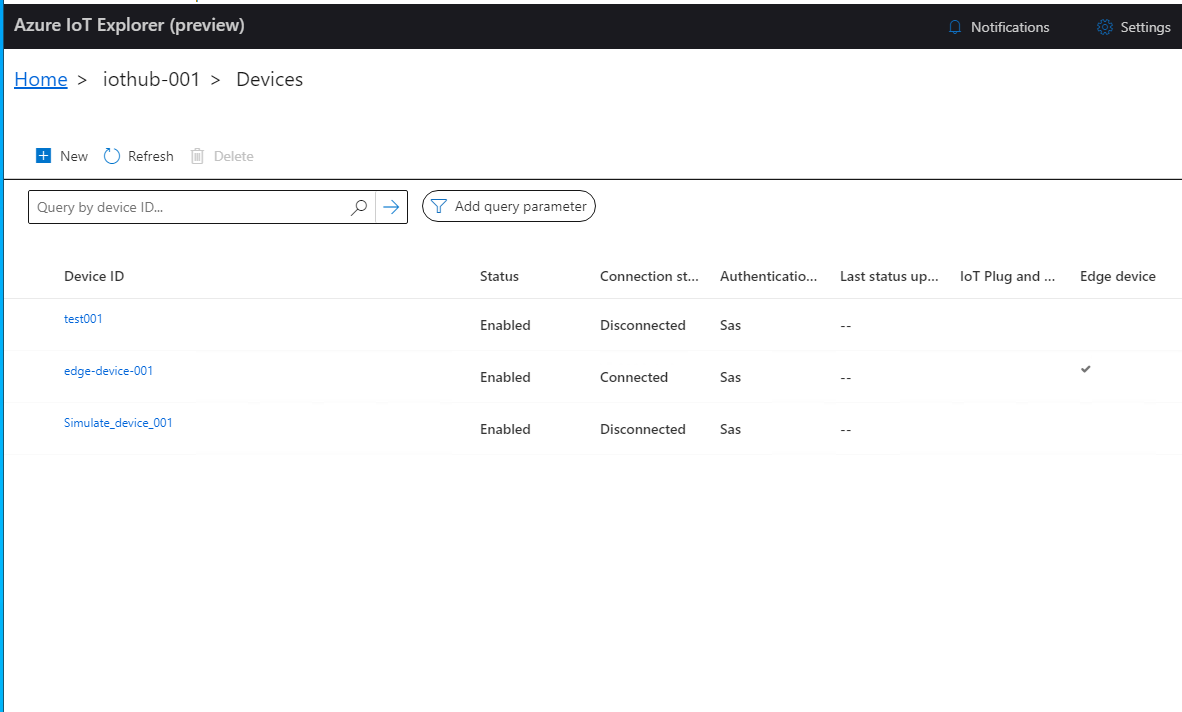 Azure IoT Explorer (preview) Notifications Settings
Home > iothub-001 > Devices
New Refresh Delete
Query by device ID... Add query parameter
Device ID Status Connection st... Authenticatio... Last status up... IoT Plug and ... Edge device
test001 Enabled Disconnected Sas --
edge-device-001 Enabled Connected Sas --
Simulate_device_001 Enabled Disconnected Sas --